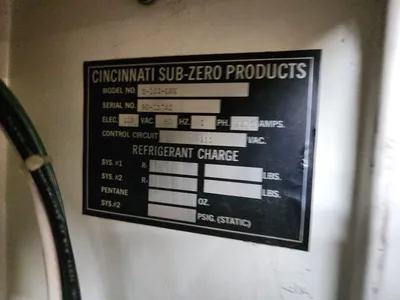 CINCINNATI SUB-ZERO PRODUCTS
MODEL NO.
SERIAL NO.
ELEC. VAC. HZ. PH. AMPS.
CONTROL CIRCUIT VAC.
REFRIGERANT CHARGE
SYS. #1 R- LBS.
SYS. #2 R- LBS.
PENTANE OZ.
SYS.#2 PSIG. (STATIC)